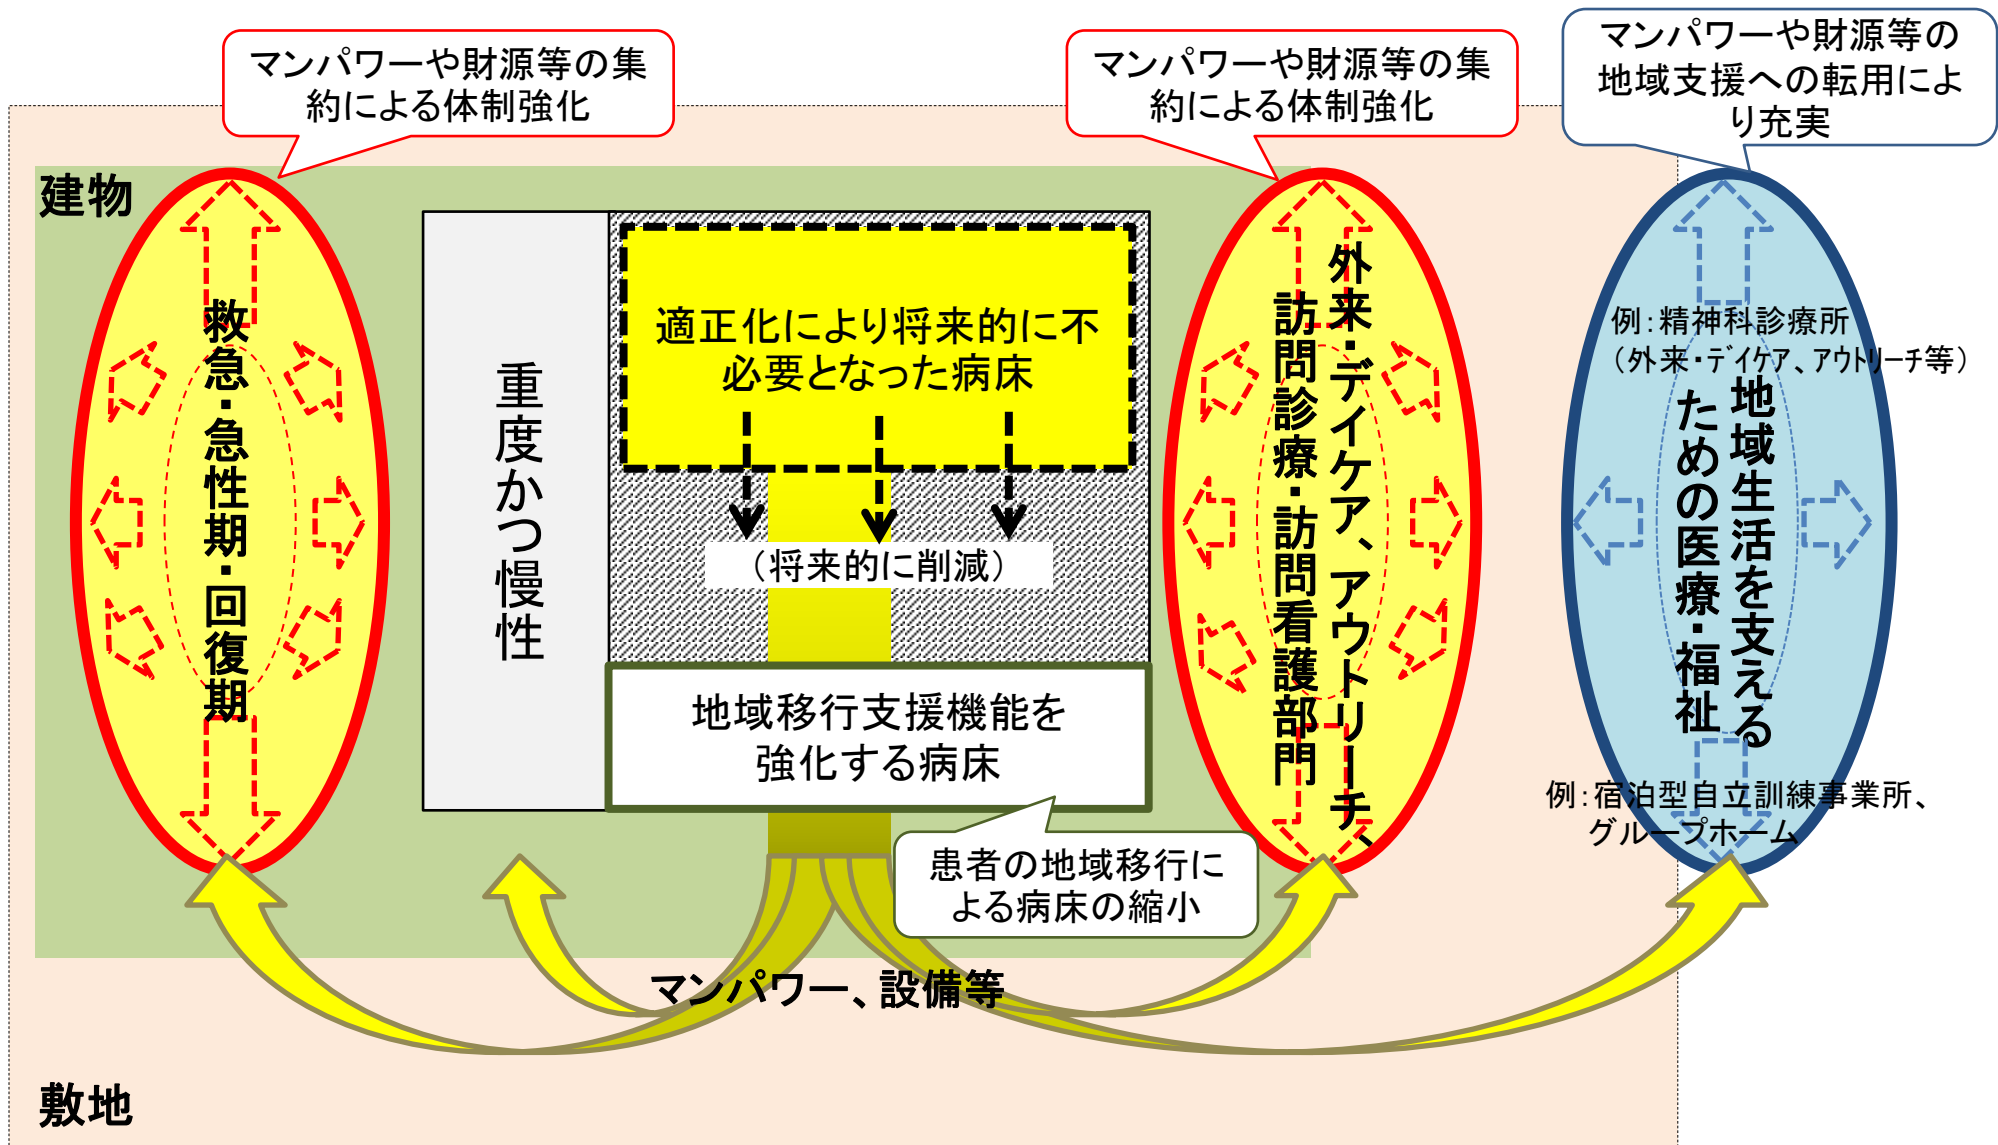 マンパワーや財源等の集
約による体制強化
マンパワーや財源等の集
約による体制強化
マンパワーや財源等の
地域支援への転用によ
り充実
建物
救急・急性期・回復期
重度かつ慢性
適正化により将来的に不
必要となった病床
（将来的に削減）
地域移行支援機能を
強化する病床
患者の地域移行に
よる病床の縮小
外来・デイケア、アウトリーチ、
訪問診療・訪問看護部門
例：精神科診療所
（外来・ﾃﾞｲｹｱ、ｱｳﾄﾘｰﾁ等）
地域生活を支える
ための医療・福祉
例：宿泊型自立訓練事業所、
グループホーム
マンパワー、設備等
敷地